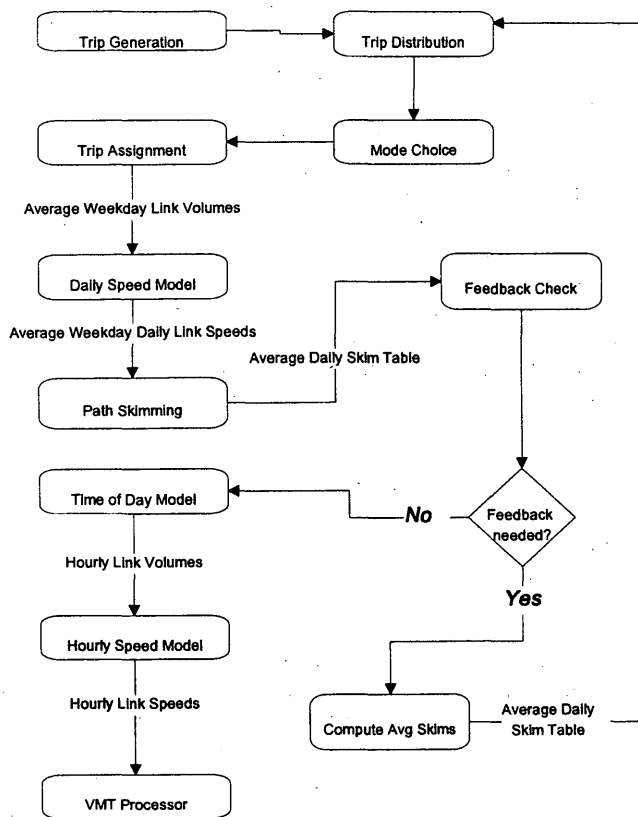 Trip Generation
Trip Distribution
Trip Assignment
Mode Choice
Average Weekday Link Volumes
Daily Speed Model
Feedback Check
Average Weekday Daily Link Speeds
Average Daily Skim Table
Path Skimming
Time of Day Model
No
Feedback
needed?
Hourly Link Volumes
Yes
Hourly Speed Model
Hourly Link Speeds
Compute Avg Skims
Average Daily
Skim Table
VMT Processor